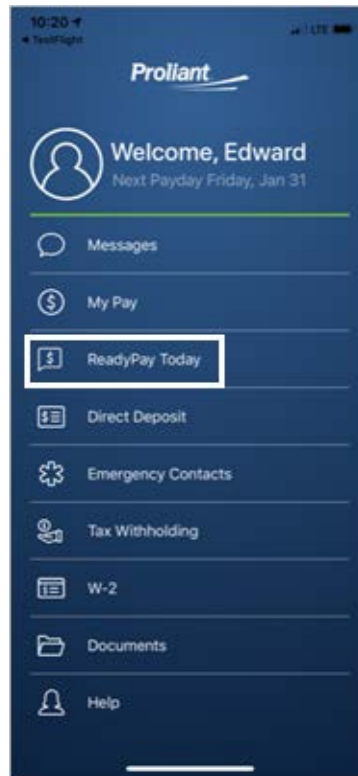 10:20
TestFlight
LTE
Proliant
Welcome, Edward
Next Payday Friday, Jan 31
Messages
My Pay
ReadyPay Today
Direct Deposit
Emergency Contacts
Tax Withholding
W-2
Documents
Help